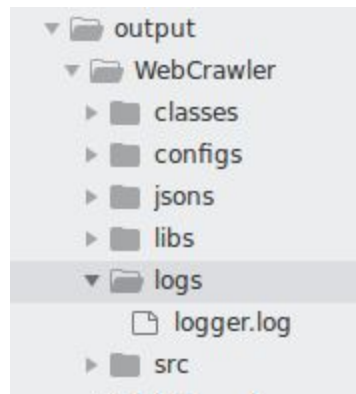 output
WebCrawler
classes
configs
jsons
libs
logs
logger.log
src